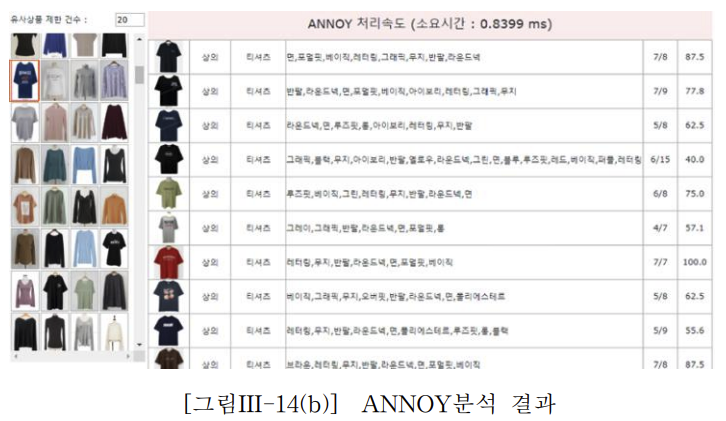 유사상품 제한 건수 : 20
ANNOY 처리속도 (소요시간 : 0.8399 ms)
상의 티셔츠 면,포멀핏,베이직,레터링,그래픽,무지,반팔,라운드넥 7/8 87.5
상의 티셔츠 반팔,라운드넥,면,포멀핏,베이직,아이보리,레터링,그래픽,무지 7/9 77.8
상의 티셔츠 라운드넥,면,루즈핏,롱,아이보리,레터링,무지,반팔 5/8 62.5
상의 티셔츠 그래픽,블랙,무지,아이보리,반팔,옐로우,라운드넥,그린,면,블루,루즈핏,레드,베이직,퍼플,레터링 6/15 40.0
상의 티셔츠 루즈핏,베이직,그린,레터링,무지,반팔,라운드넥,면 6/8 75.0
상의 티셔츠 그레이,그래픽,반팔,라운드넥,면,포멀핏,롱 4/7 57.1
상의 티셔츠 레터링,무지,반팔,라운드넥,면,포멀핏,베이직 7/7 100.0
상의 티셔츠 베이직,그래픽,무지,오버핏,반팔,라운드넥,면,폴리에스테르 5/8 62.5
상의 티셔츠 레터링,무지,반팔,라운드넥,면,폴리에스테르,루즈핏,롱,블랙 5/9 55.6
상의 티셔츠 브라운,레터링,무지,반팔,라운드넥,면,포멀핏,베이직 7/8 87.5
[그림Ⅲ-14(b)] ANNOY분석 결과